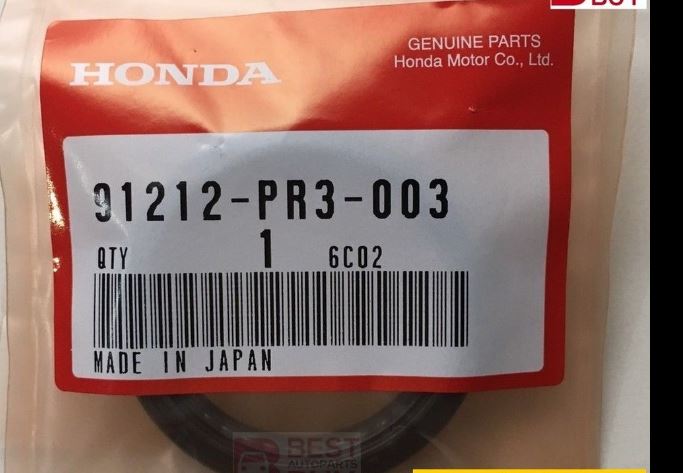 HONDA
GENUINE PARTS
Honda Motor Co., Ltd.
91212-PR3-003
QTY 1 6C02
MADE IN JAPAN
BEST
AUTOPARTS